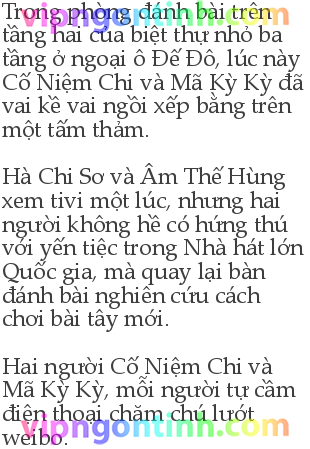 Trong phòng đánh bài trên
tầng hai của biệt thự nhỏ ba
tầng ở ngoại ô Đế Đô, lúc này
Cố Niệm Chi và Mã Kỳ Kỳ đã
vai kề vai ngồi xếp bằng trên
một tấm thảm.
Hà Chi Sơ và Âm Thế Hùng
xem tivi một lúc, nhưng hai
người không hề có hứng thú
với yến tiệc trong Nhà hát lớn
Quốc gia, mà quay lại bàn
đánh bài nghiên cứu cách
chơi bài tây mới.
Hai người Cố Niệm Chi và
Mã Kỳ Kỳ, mỗi người tự cầm
điện thoại chăm chú lướt
weibo.
vipngontinh.com
vipngontinh.com